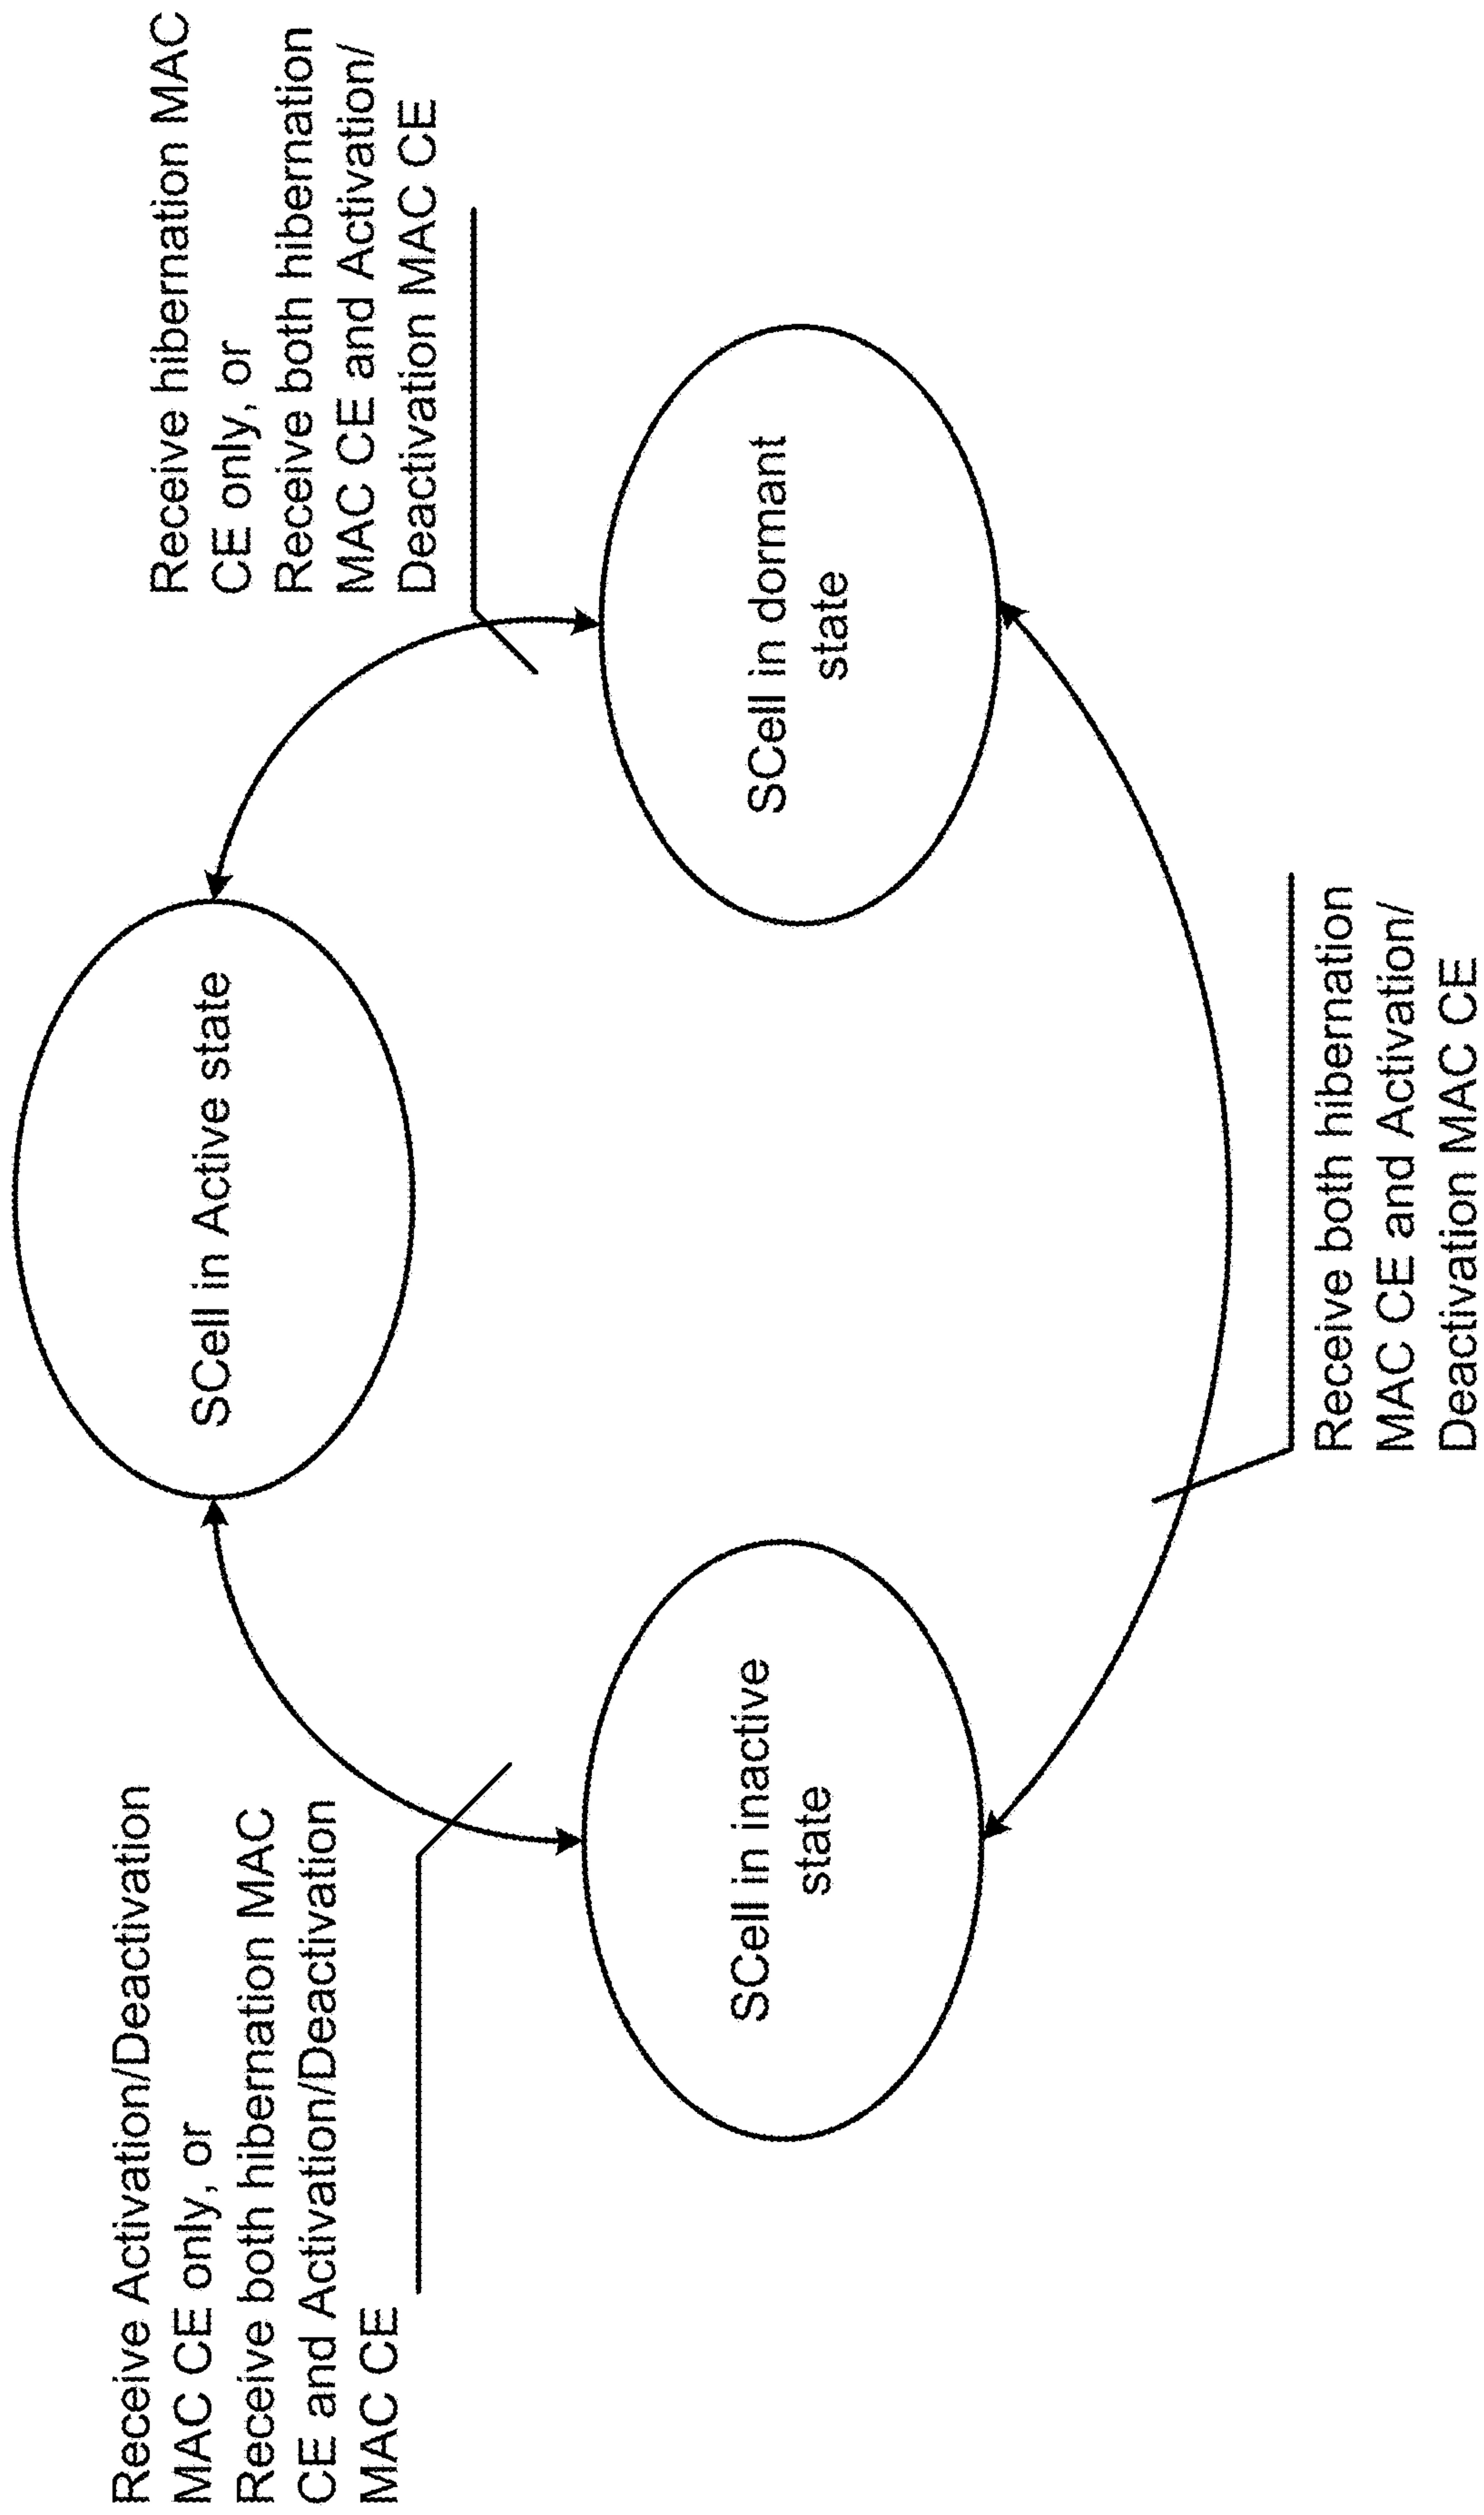 Receive Activation/Deactivation
MAC CE only, or
Receive both hibernation MAC
CE and Activation/Deactivation
MAC CE
Receive hibernation MAC
CE only, or
Receive both hibernation
MAC CE and Activation/
Deactivation MAC CE
SCell in Active state
SCell in inactive
state
SCell in dormant
state
Receive both hibernation
MAC CE and Activation/
Deactivation MAC CE